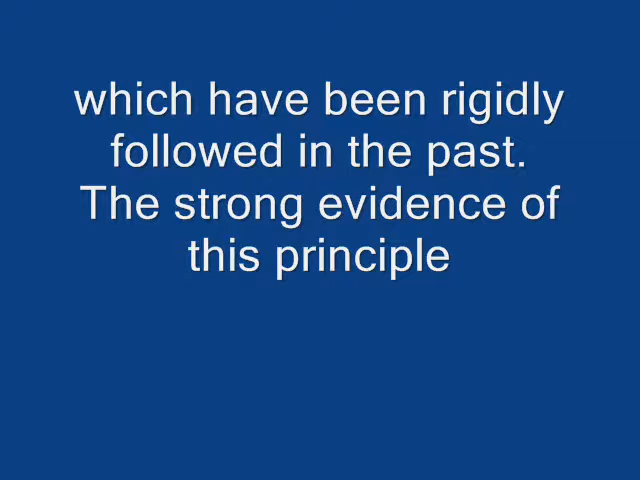 which have been rigidly
followed in the past.
The strong evidence of
this principle